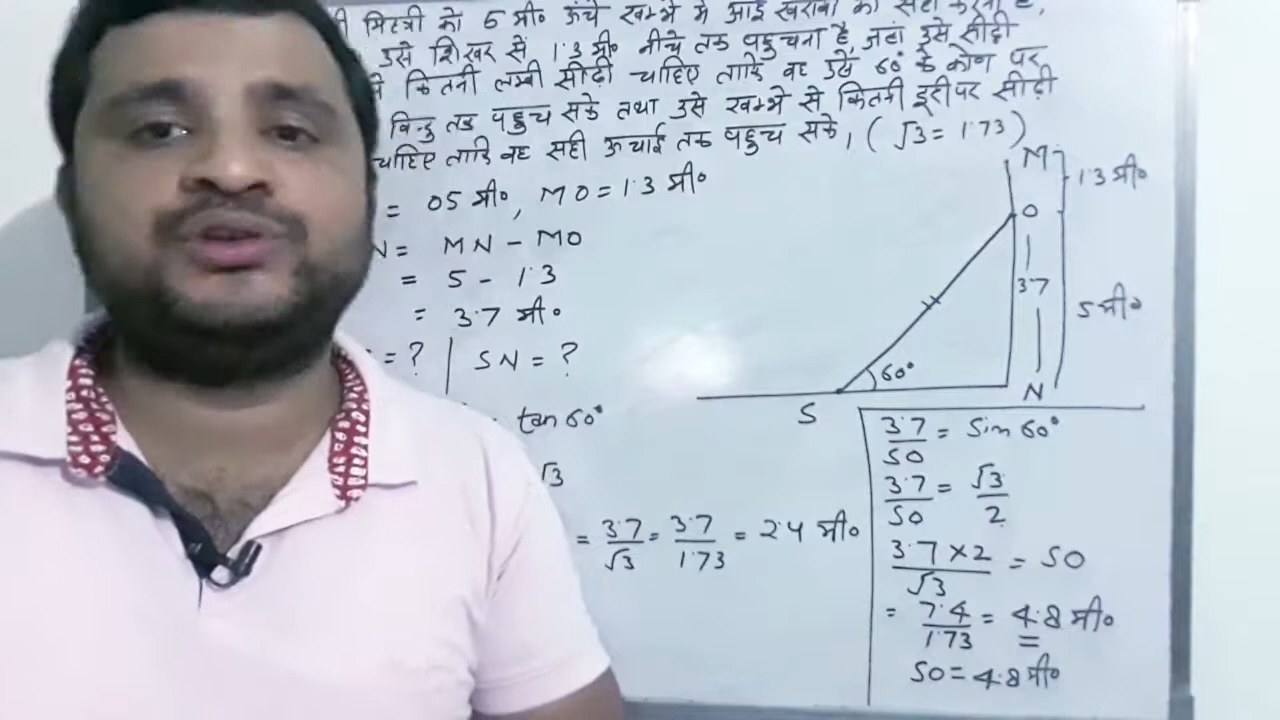 मिस्त्री को 5 मी० ऊंचे खम्भे में आई खराबी को सही करना है,
उसे शिखर से 1.3 मी० नीचे तक पहुचना है, जहां उसे सीढ़ी
कितनी लम्बी सीढ़ी चाहिए ताकि वह उसे 60° के कोण पर
बिन्दु तक पहुच सके तथा उसे खम्भे से कितनी दूरी पर सीढ़ी
चाहिए ताकि वह सही ऊचाई तक पहुच सके, (√3 = 1.73)
= 05 मी०, MO = 1.3 मी०
N = MN - MO
= 5 - 1.3
= 3.7 मी०
= ? | SN = ?
tan 60°
√3
= 3.7/√3 = 3.7/1.73 = 2.4 मी०
M
1.3 मी०
O
3.7
5 मी०
60°
S
N
3.7/SO = Sin 60°
3.7/SO = √3/2
3.7×2/√3 = SO
= 7.4/1.73 = 4.8 मी०
SO = 4.8 मी०